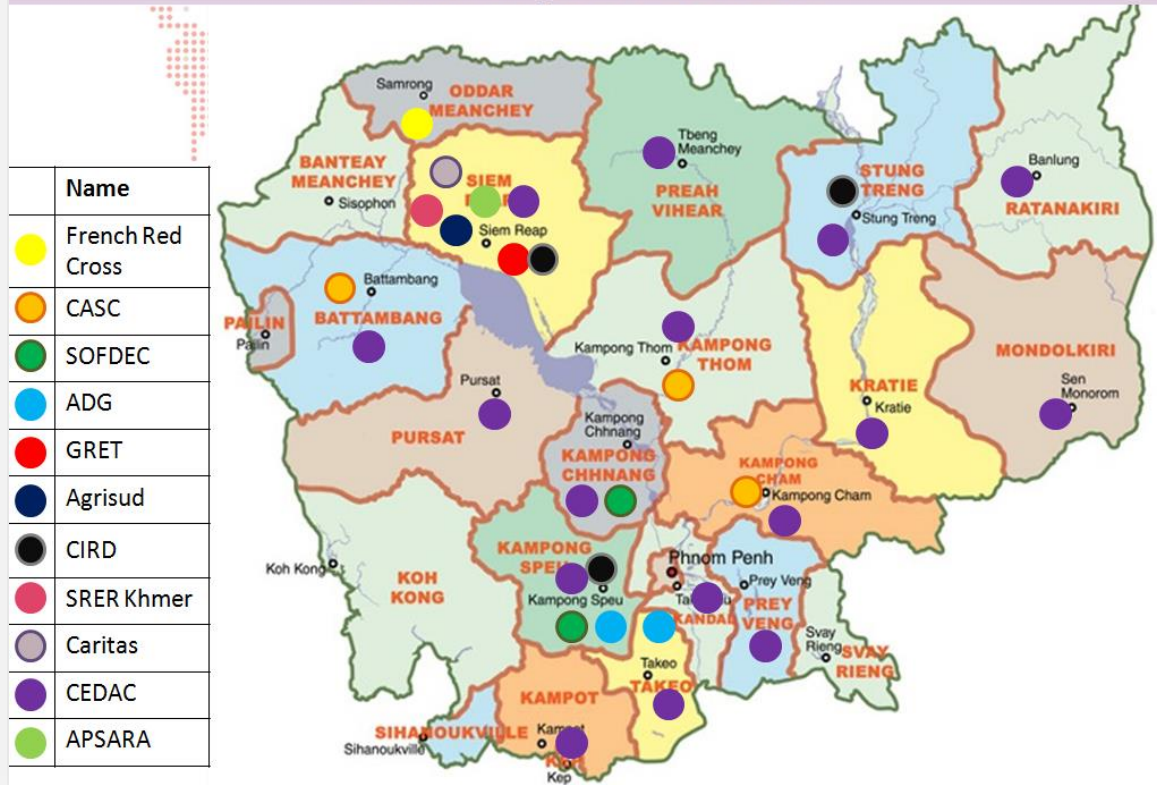 Name
French Red
Cross
CASC
SOFDEC
ADG
GRET
Agrisud
CIRD
SRER Khmer
Caritas
CEDAC
APSARA
Samrong
ODDAR
MEANCHEY
BANTEAY
MEANCHEY
Sisophon
SIEM
Siem Reap
Tbeng
Meanchey
PREAH
VIHEAR
STUNG
TRENG
Stung Treng
Banlung
RATANAKIRI
Battambang
BATTAMBANG
PAILIN
Pailin
Kampong Thom
KAMPONG
THOM
MONDOLKIRI
Sen
Monorom
KRATIE
Kratie
Pursat
PURSAT
Kampong
Chhnang
KAMPONG
CHHNANG
KAMPONG
CHAM
Kampong Cham
Koh Kong
KOH
KONG
KAMPONG
SPEU
Kampong Speu
Phnom Penh
KANDAL
Prey Veng
PREY
VENG
Svay
Rieng
SVAY
RIENG
Takeo
TAKEO
KAMPOT
SIHANOUKVILLE
Sihanoukville
Kep